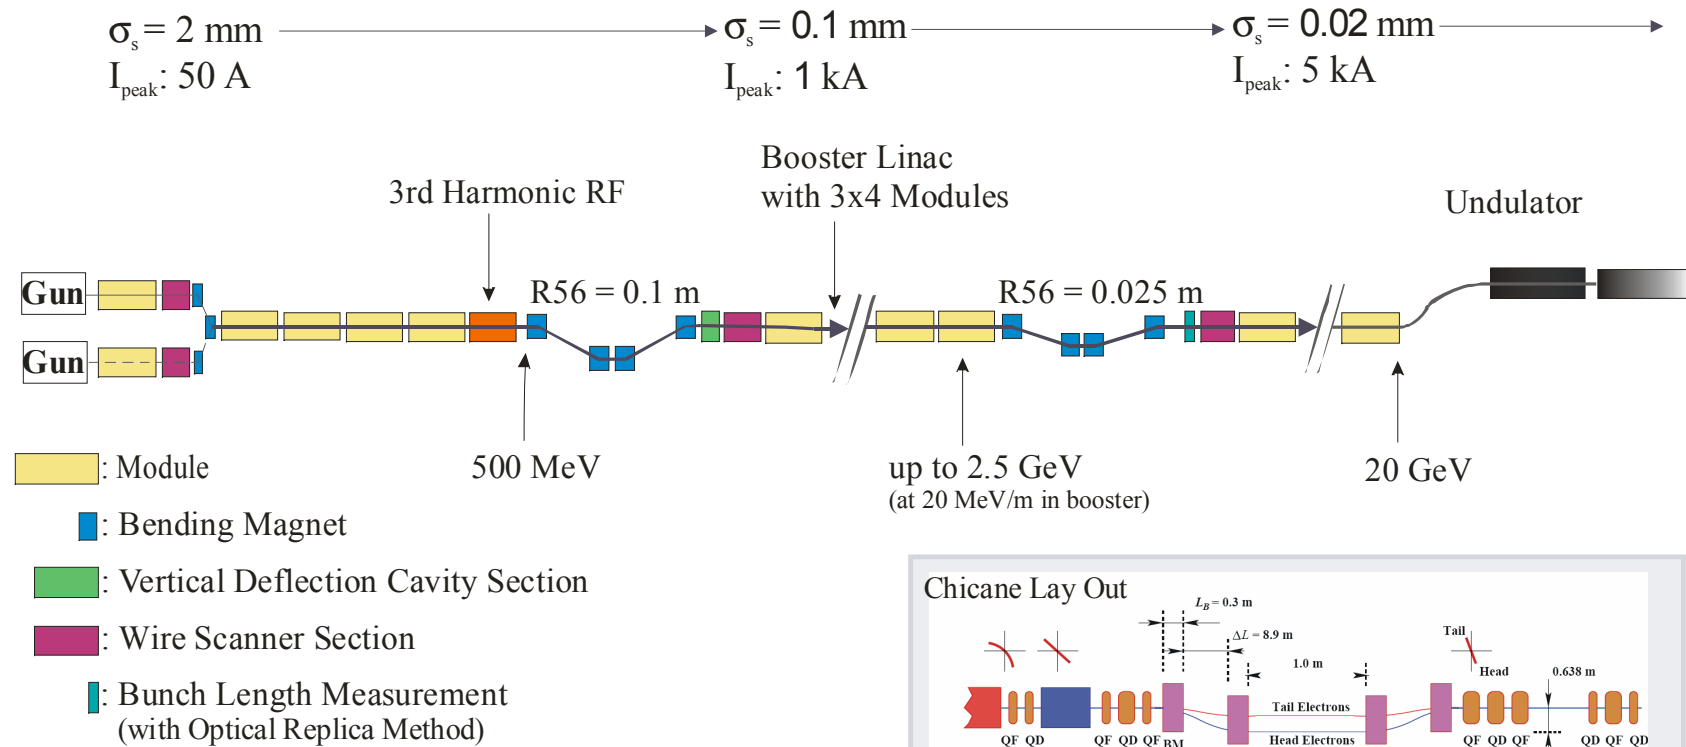 σs = 2 mm
Ipeak: 50 A
σs = 0.1 mm
Ipeak: 1 kA
σs = 0.02 mm
Ipeak: 5 kA
Booster Linac
with 3x4 Modules
3rd Harmonic RF
Undulator
Gun
R56 = 0.1 m
R56 = 0.025 m
Gun
500 MeV
up to 2.5 GeV
(at 20 MeV/m in booster)
20 GeV
: Module
: Bending Magnet
: Vertical Deflection Cavity Section
: Wire Scanner Section
: Bunch Length Measurement
(with Optical Replica Method)
Chicane Lay Out
LB = 0.3 m
ΔL = 8.9 m
1.0 m
Tail
Head
0.638 m
Tail Electrons
Head Electrons
QF QD
QF QD QF BM
QF QD QF
QD QF QD